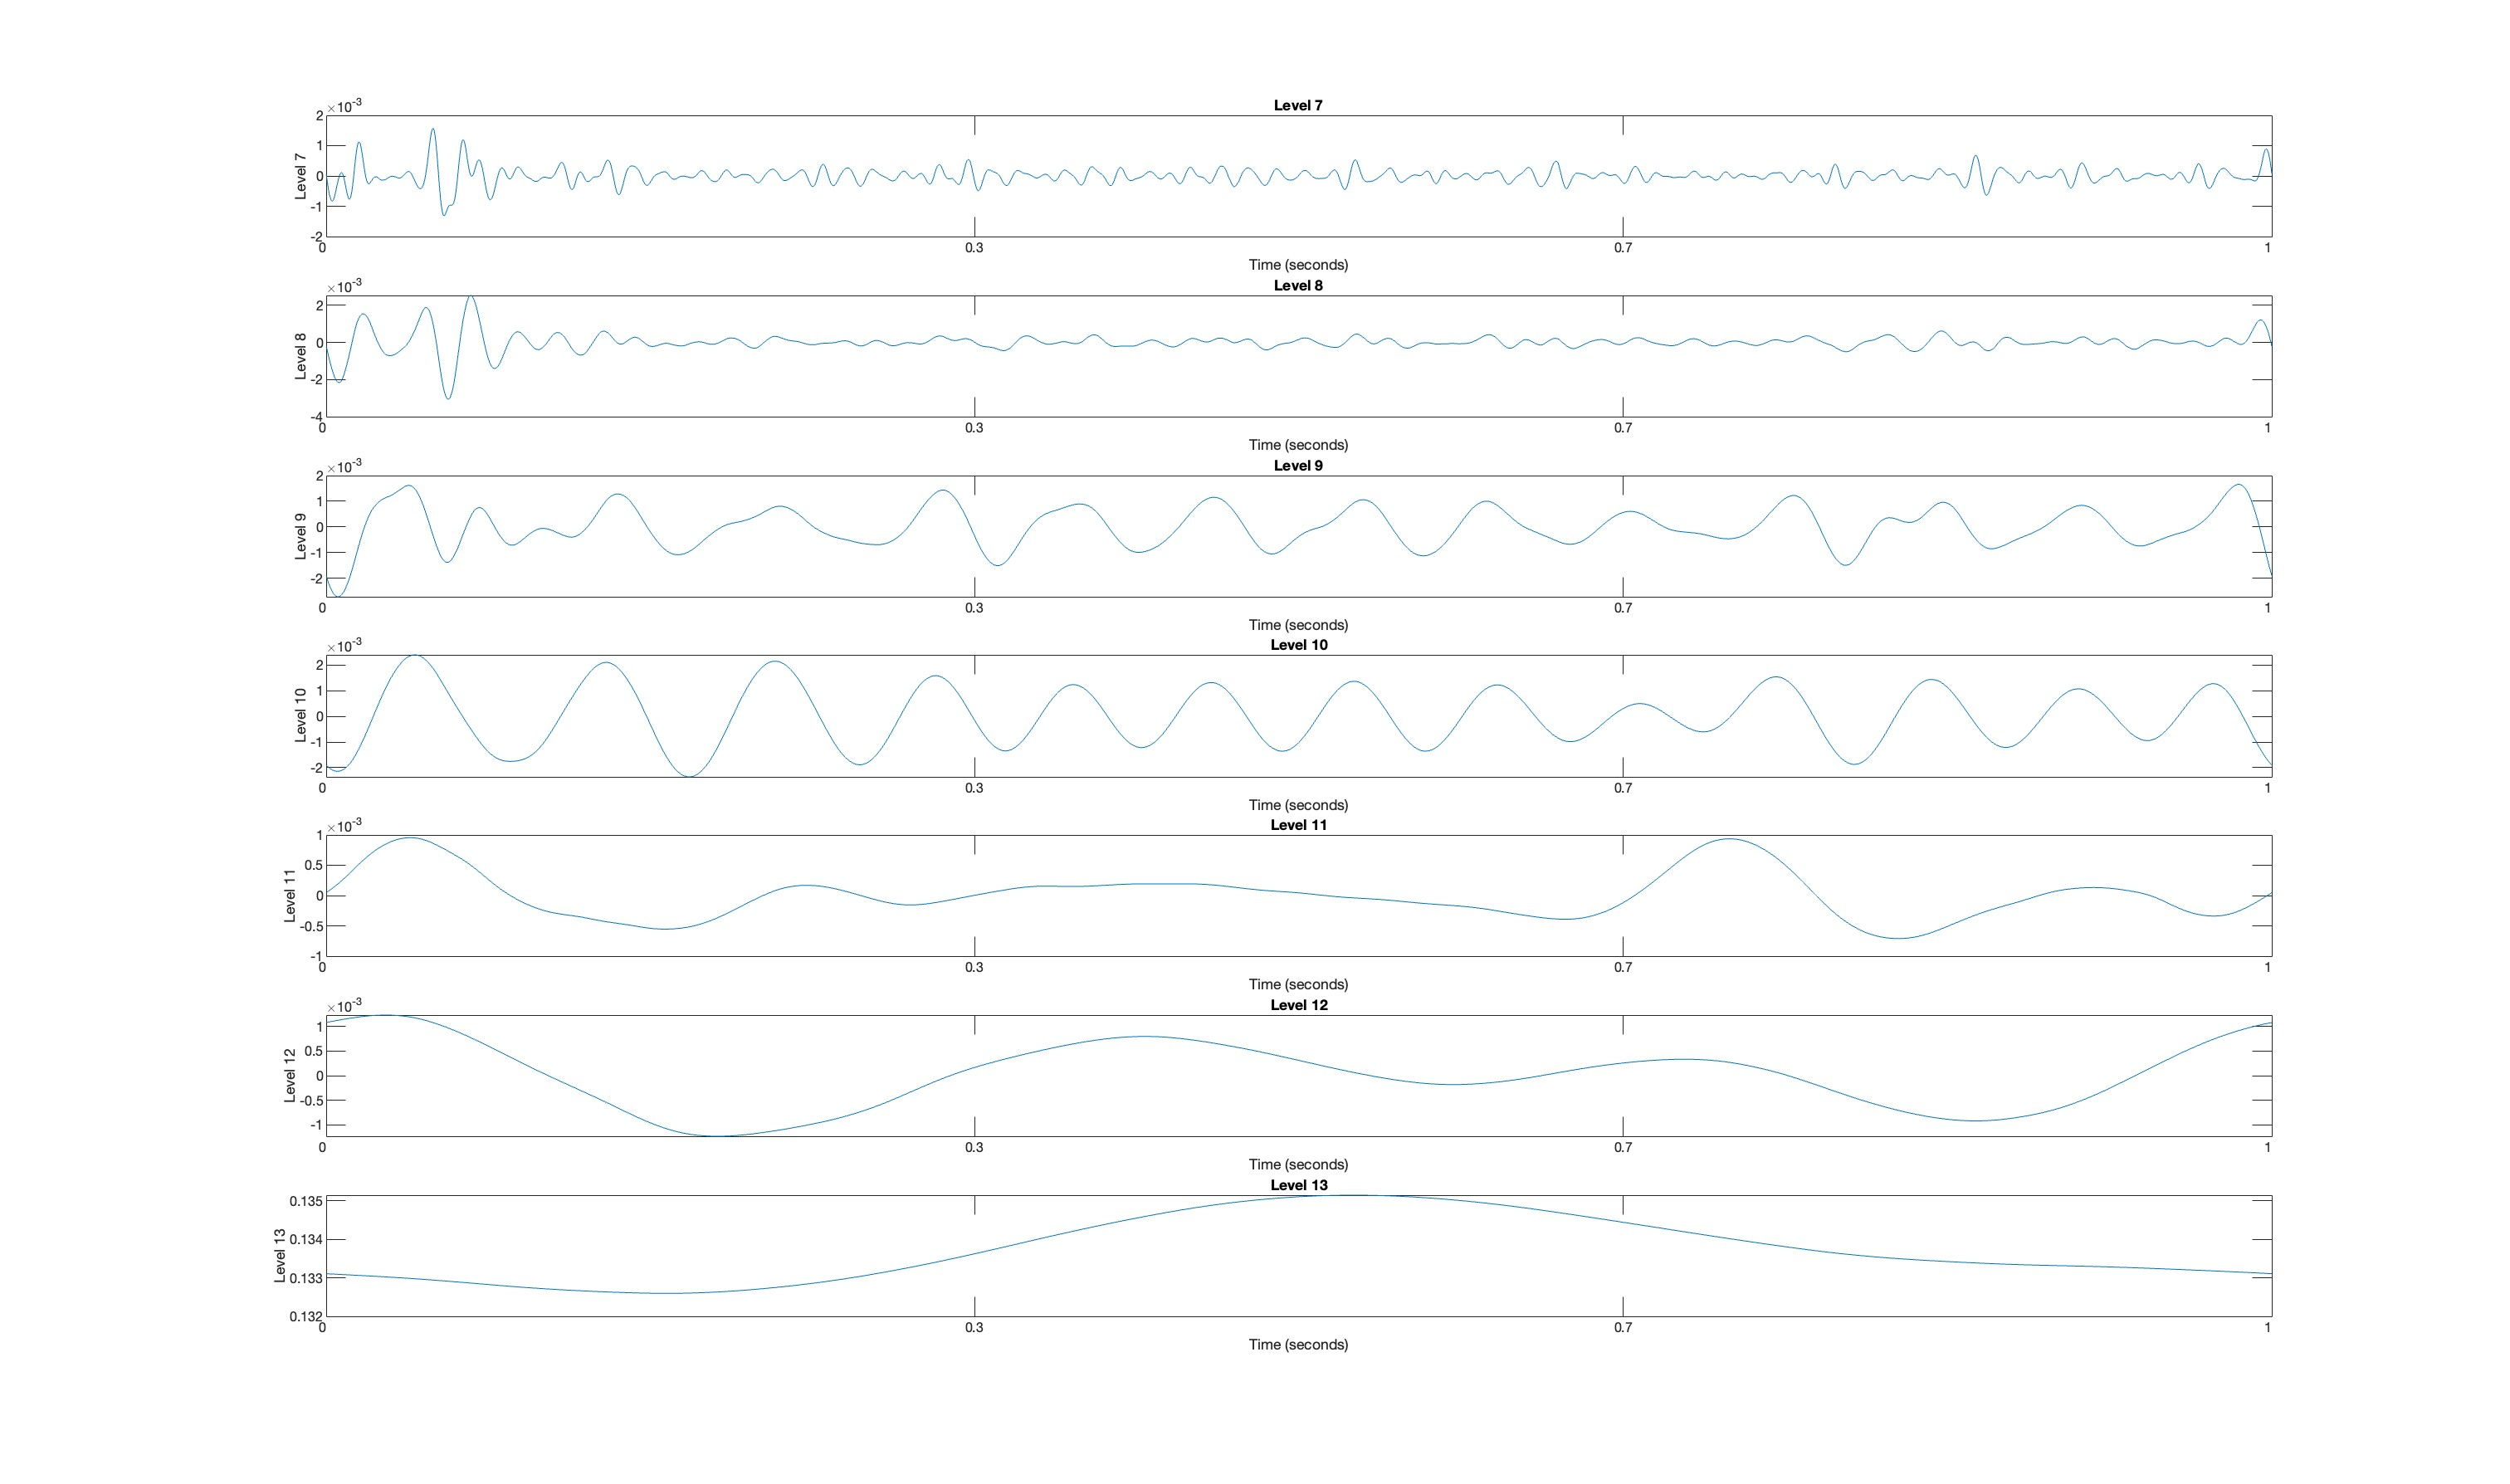 ×10-3
Level 7
2
1
0
-1
-2
Level 7
0 0.3 0.7 1
Time (seconds)
×10-3
Level 8
2
0
-2
-4
Level 8
0 0.3 0.7 1
Time (seconds)
×10-3
Level 9
2
1
0
-1
-2
Level 9
0 0.3 0.7 1
Time (seconds)
×10-3
Level 10
2
1
0
-1
-2
Level 10
0 0.3 0.7 1
Time (seconds)
×10-3
Level 11
1
0.5
0
-0.5
-1
Level 11
0 0.3 0.7 1
Time (seconds)
×10-3
Level 12
1
0.5
0
-0.5
-1
Level 12
0 0.3 0.7 1
Time (seconds)
Level 13
0.135
0.134
0.133
0.132
Level 13
0 0.3 0.7 1
Time (seconds)